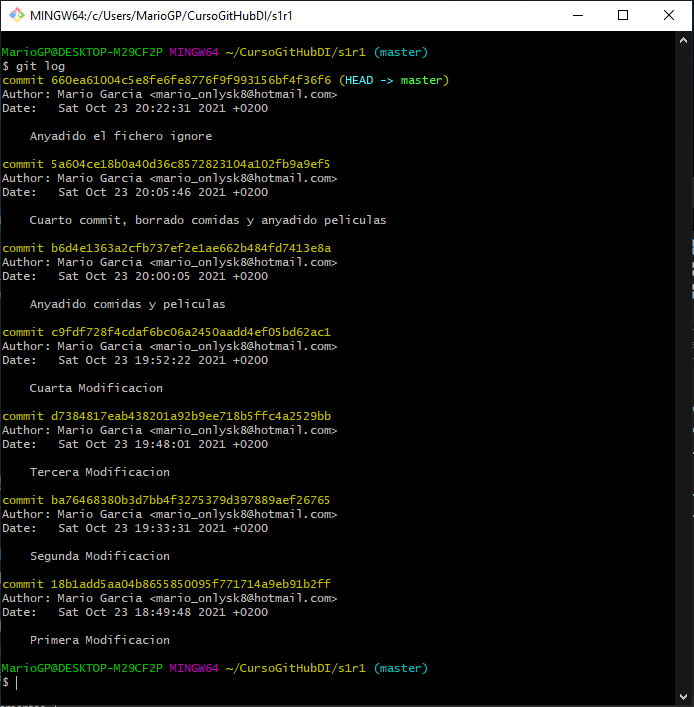 MINGW64:/c/Users/MarioGP/CursoGitHubDI/s1r1
MarioGP@DESKTOP-M29CF2P MINGW64 ~/CursoGitHubDI/s1r1 (master)
$ git log
commit 660ea61004c5e8fe6fe8776f9f993156bf4f36f6 (HEAD -> master)
Author: Mario Garcia <mario_onlysk8@hotmail.com>
Date:   Sat Oct 23 20:22:31 2021 +0200
Anyadido el fichero ignore
commit 5a604ce18b0a40d36c8572823104a102fb9a9ef5
Author: Mario Garcia <mario_onlysk8@hotmail.com>
Date:   Sat Oct 23 20:05:46 2021 +0200
Cuarto commit, borrado comidas y anyadido peliculas
commit b6d4e1363a2cfb737ef2e1ae662b484fd7413e8a
Author: Mario Garcia <mario_onlysk8@hotmail.com>
Date:   Sat Oct 23 20:00:05 2021 +0200
Anyadido comidas y peliculas
commit c9fdf728f4cdaf6bc06a2450aadd4ef05bd62ac1
Author: Mario Garcia <mario_onlysk8@hotmail.com>
Date:   Sat Oct 23 19:52:22 2021 +0200
Cuarta Modificacion
commit d7384817eab438201a92b9ee718b5ffc4a2529bb
Author: Mario Garcia <mario_onlysk8@hotmail.com>
Date:   Sat Oct 23 19:48:01 2021 +0200
Tercera Modificacion
commit ba76468380b3d7bb4f3275379d397889aef26765
Author: Mario Garcia <mario_onlysk8@hotmail.com>
Date:   Sat Oct 23 19:33:31 2021 +0200
Segunda Modificacion
commit 18b1add5aa04b8655850095f771714a9eb91b2ff
Author: Mario Garcia <mario_onlysk8@hotmail.com>
Date:   Sat Oct 23 18:49:48 2021 +0200
Primera Modificacion
MarioGP@DESKTOP-M29CF2P MINGW64 ~/CursoGitHubDI/s1r1 (master)
$